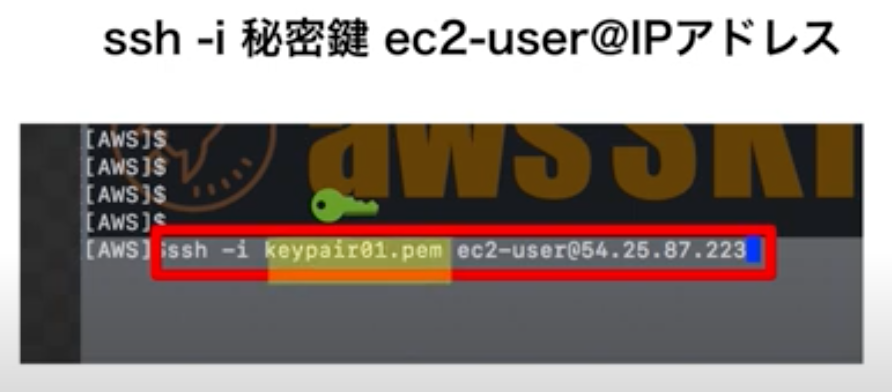 ssh -i 秘密鍵 ec2-user@IPアドレス
awsSKI
[AWS]$
[AWS]$
[AWS]$
[AWS]$
[AWS]$ssh -i keypair01.pem ec2-user@54.25.87.223